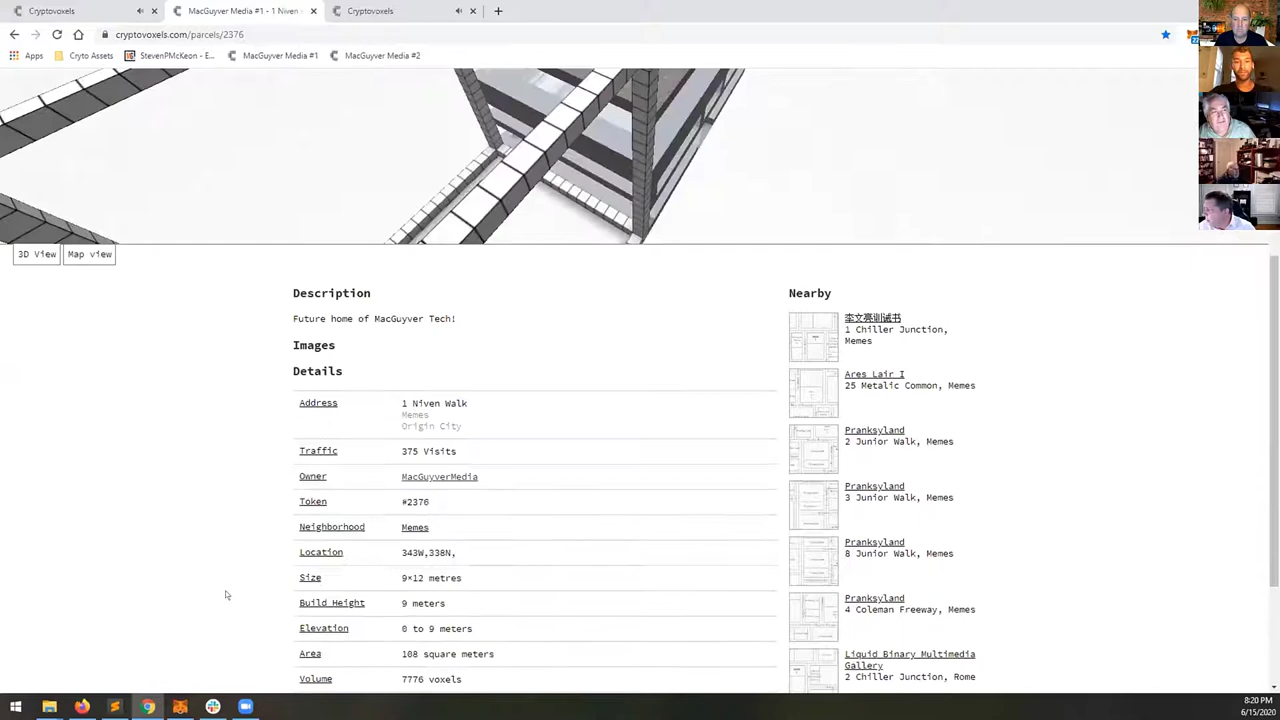 Cryptovoxels
MacGuyver Media #1 - 1 Niven
Cryptovoxels
cryptovoxels.com/parcels/2376
Apps
Cryto Assets
StevenPMcKeon - E...
MacGuyver Media #1
MacGuyver Media #2
3D View
Map view
Description
Future home of MacGuyver Tech!
Images
Details
Address
1 Niven Walk
Memes
Origin City
Traffic
375 Visits
Owner
MacGuyverMedia
Token
#2376
Neighborhood
Memes
Location
343W,338N,
Size
9×12 metres
Build Height
9 meters
Elevation
0 to 9 meters
Area
108 square meters
Volume
7776 voxels
Nearby
李文亮训诫书
1 Chiller Junction,
Memes
Ares Lair I
25 Metalic Common, Memes
Pranksyland
2 Junior Walk, Memes
Pranksyland
3 Junior Walk, Memes
Pranksyland
8 Junior Walk, Memes
Pranksyland
4 Coleman Freeway, Memes
Liquid Binary Multimedia
Gallery
2 Chiller Junction, Rome
8:20 PM
6/15/2020